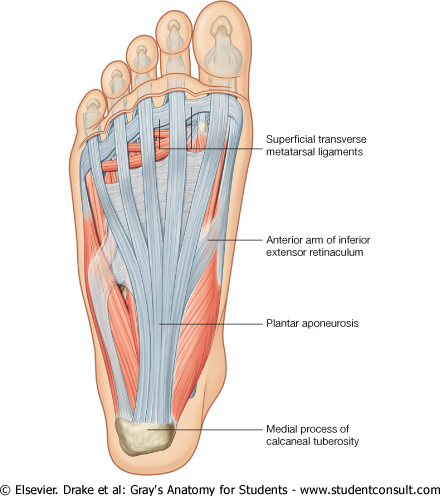 Superficial transverse
metatarsal ligaments
Anterior arm of inferior
extensor retinaculum
Plantar aponeurosis
Medial process of
calcaneal tuberosity
© Elsevier. Drake et al: Gray's Anatomy for Students - www.studentconsult.com